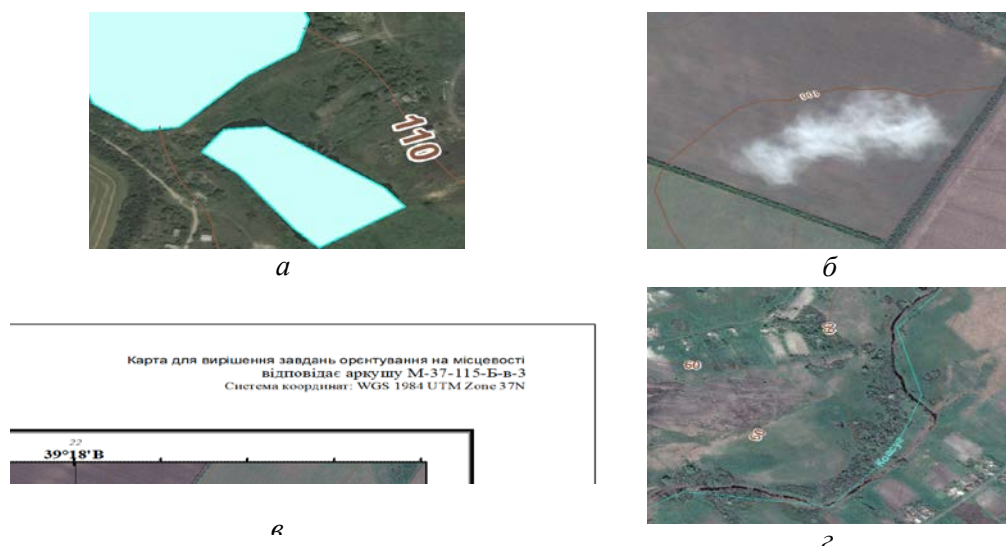 110
а
б
Карта для вирішення завдань орєнтування на місцевості
відповідає аркушу М-37-115-Б-в-3
Система координат: WGS 1984 UTM Zone 37N
22
39°18'В
в
60
Ковсуг
г